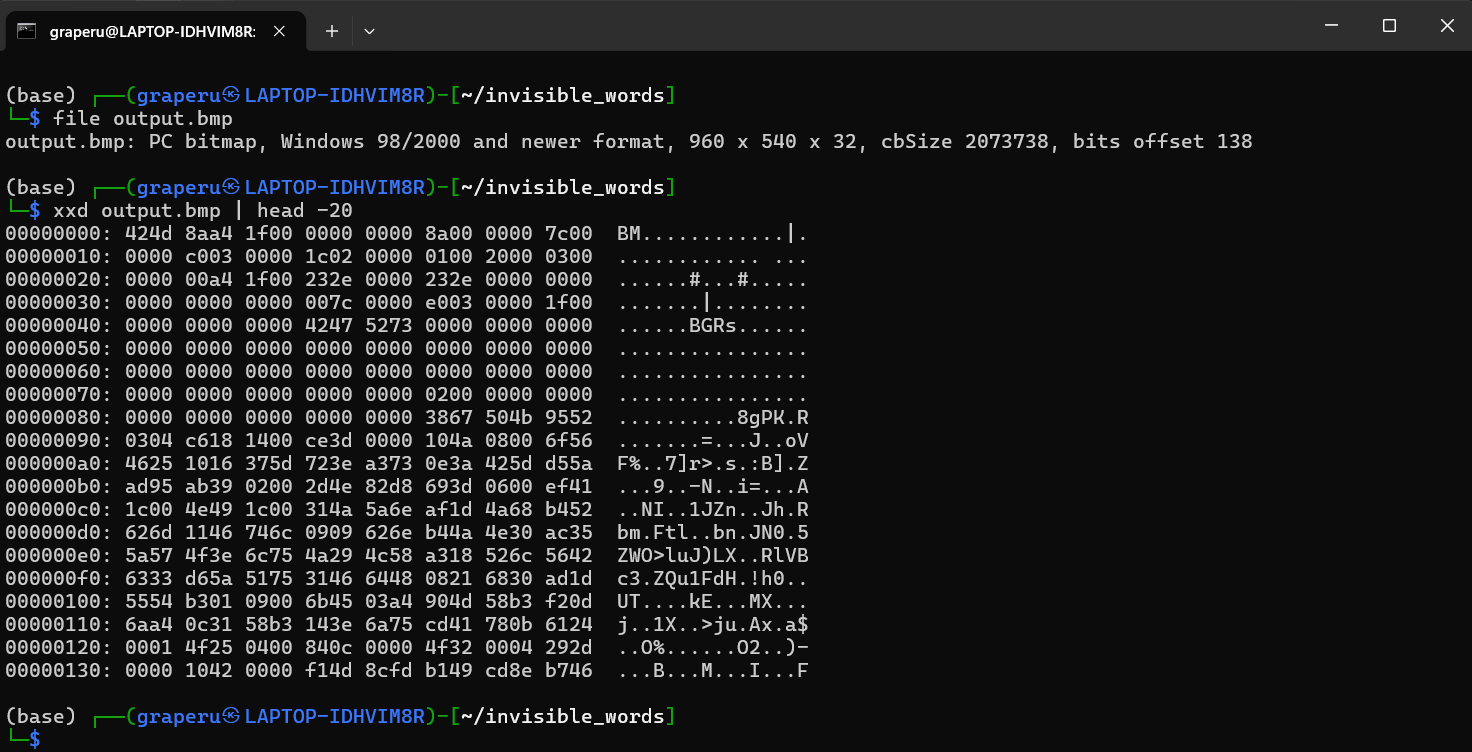 graperu@LAPTOP-IDHVIM8R:
(base) ┌──(graperu㉿LAPTOP-IDHVIM8R)-[~/invisible_words]
└─$ file output.bmp
output.bmp: PC bitmap, Windows 98/2000 and newer format, 960 x 540 x 32, cbSize 2073738, bits offset 138
(base) ┌──(graperu㉿LAPTOP-IDHVIM8R)-[~/invisible_words]
└─$ xxd output.bmp | head -20
00000000: 424d 8aa4 1f00 0000 0000 8a00 0000 7c00  BM............|.
00000010: 0000 c003 0000 1c02 0000 0100 2000 0300  ............ ...
00000020: 0000 00a4 1f00 232e 0000 232e 0000 0000  ......#...#.....
00000030: 0000 0000 0000 007c 0000 e003 0000 1f00  .......|........
00000040: 0000 0000 0000 4247 5273 0000 0000 0000  ......BGRs......
00000050: 0000 0000 0000 0000 0000 0000 0000 0000  ................
00000060: 0000 0000 0000 0000 0000 0000 0000 0000  ................
00000070: 0000 0000 0000 0000 0000 0200 0000 0000  ................
00000080: 0000 0000 0000 0000 0000 3867 504b 9552  ..........8gPK.R
00000090: 0304 c618 1400 ce3d 0000 104a 0800 6f56  .......=...J..oV
000000a0: 4625 1016 375d 723e a373 0e3a 425d d55a  F%..7]r>.s.:B].Z
000000b0: ad95 ab39 0200 2d4e 82d8 693d 0600 ef41  ...9..-N..i=...A
000000c0: 1c00 4e49 1c00 314a 5a6e af1d 4a68 b452  ..NI..1JZn..Jh.R
000000d0: 626d 1146 746c 0909 626e b44a 4e30 ac35  bm.Ftl..bn.JN0.5
000000e0: 5a57 4f3e 6c75 4a29 4c58 a318 526c 5642  ZWO>luJ)LX..RlVB
000000f0: 6333 d65a 5175 3146 6448 0821 6830 ad1d  c3.ZQu1FdH.!h0..
00000100: 5554 b301 0900 6b45 03a4 904d 58b3 f20d  UT....kE...MX...
00000110: 6aa4 0c31 58b3 143e 6a75 cd41 780b 6124  j..1X..>ju.Ax.a$
00000120: 0001 4f25 0400 840c 0000 4f32 0004 292d  ..O%......O2..)-
00000130: 0000 1042 0000 f14d 8cfd b149 cd8e b746  ...B...M...I...F
(base) ┌──(graperu㉿LAPTOP-IDHVIM8R)-[~/invisible_words]
└─$